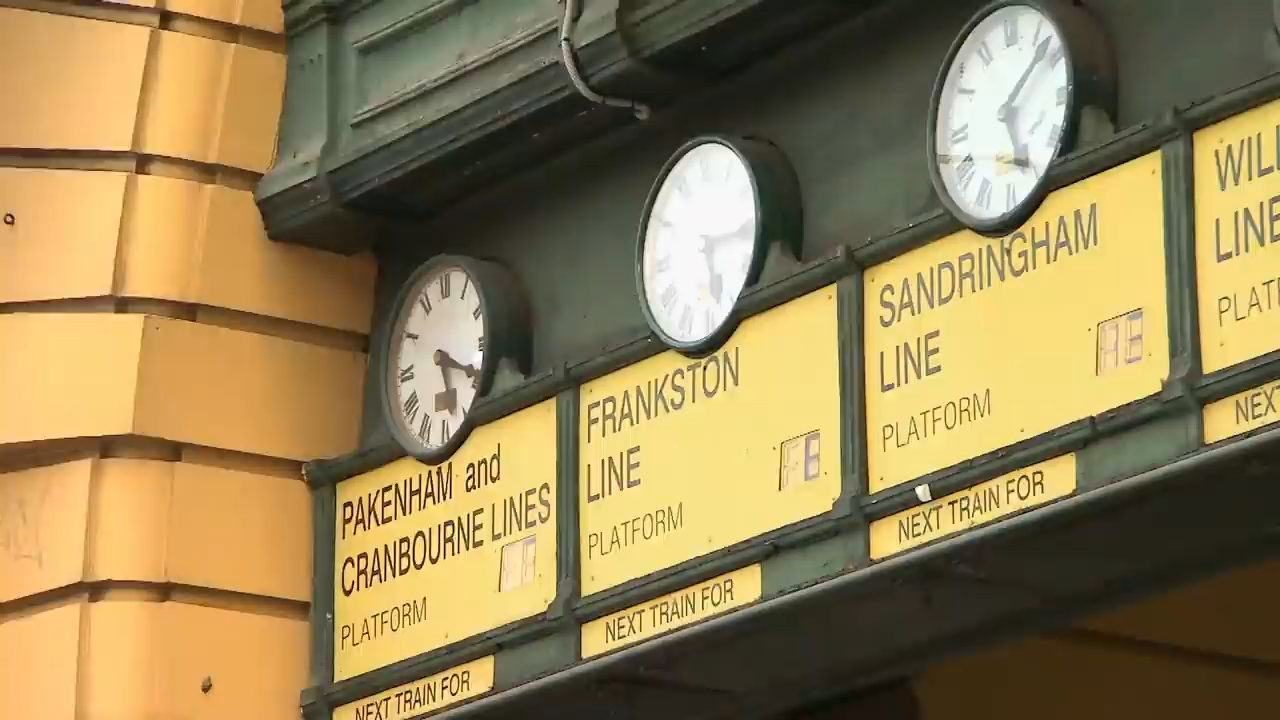 PAKENHAM and
CRANBOURNE LINES
PLATFORM
NEXT TRAIN FOR
FRANKSTON
LINE
PLATFORM
NEXT TRAIN FOR
SANDRINGHAM
LINE
PLATFORM
NEXT TRAIN FOR
LINE
NEXT